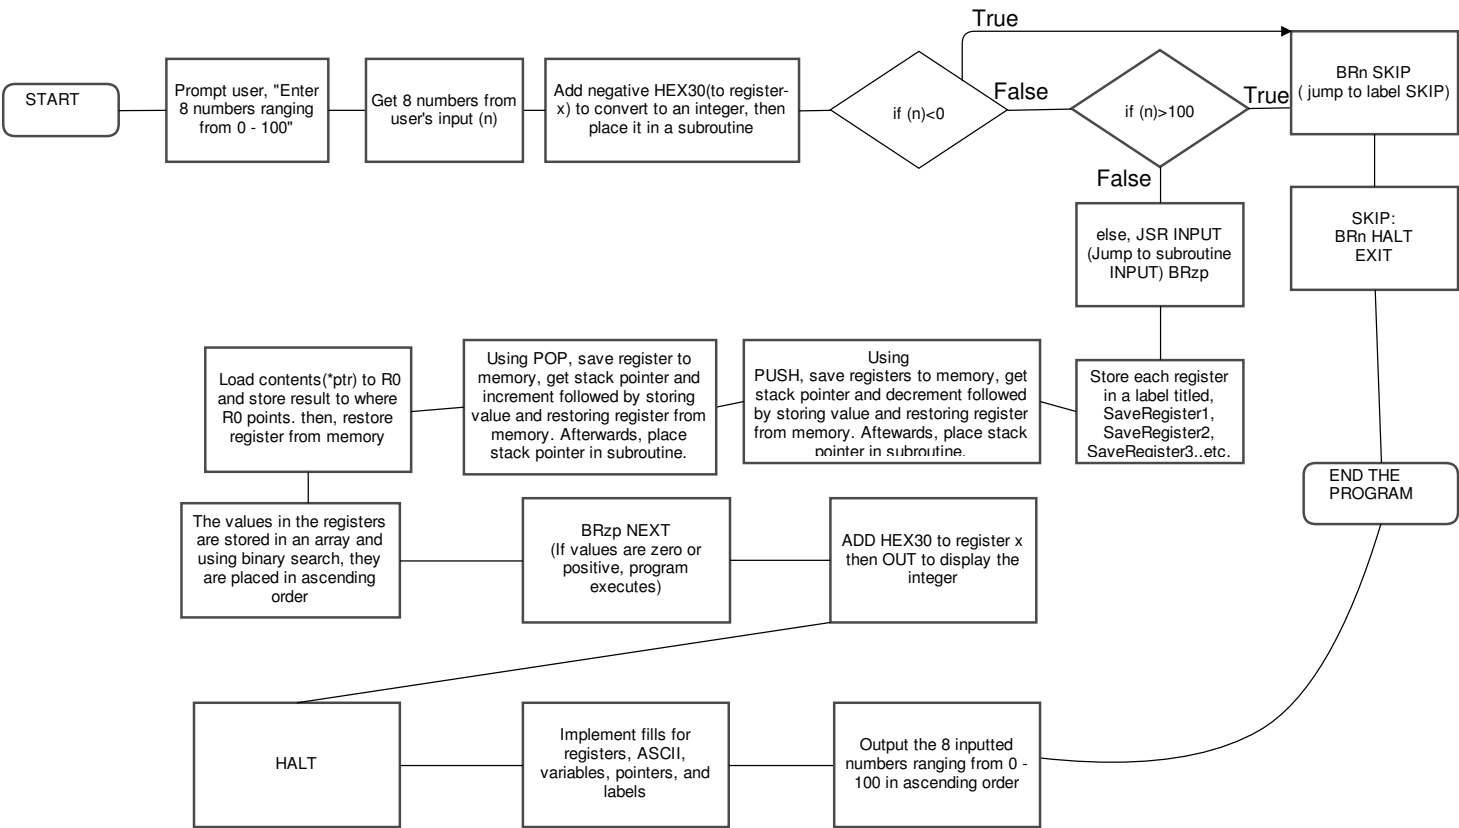 START
Prompt user, "Enter
8 numbers ranging
from 0 - 100"
Get 8 numbers from
user's input (n)
Add negative HEX30(to register-
x) to convert to an integer, then
place it in a subroutine
if (n)<0
True
False
if (n)>100
True
False
BRn SKIP
( jump to label SKIP)
SKIP:
BRn HALT
EXIT
END THE
PROGRAM
else, JSR INPUT
(Jump to subroutine
INPUT) BRzp
Store each register
in a label titled,
SaveRegister1,
SaveRegister2,
SaveRegister3..etc.
Using
PUSH, save registers to memory, get
stack pointer and decrement followed
by storing value and restoring register
from memory. Aftewards, place stack
pointer in subroutine.
Using POP, save register to
memory, get stack pointer and
increment followed by storing
value and restoring register from
memory. Afterwards, place
stack pointer in subroutine.
Load contents(*ptr) to R0
and store result to where
R0 points. then, restore
register from memory
The values in the registers
are stored in an array and
using binary search, they
are placed in ascending
order
BRzp NEXT
(If values are zero or
positive, program
executes)
ADD HEX30 to register x
then OUT to display the
integer
HALT
Implement fills for
registers, ASCII,
variables, pointers, and
labels
Output the 8 inputted
numbers ranging from 0 -
100 in ascending order